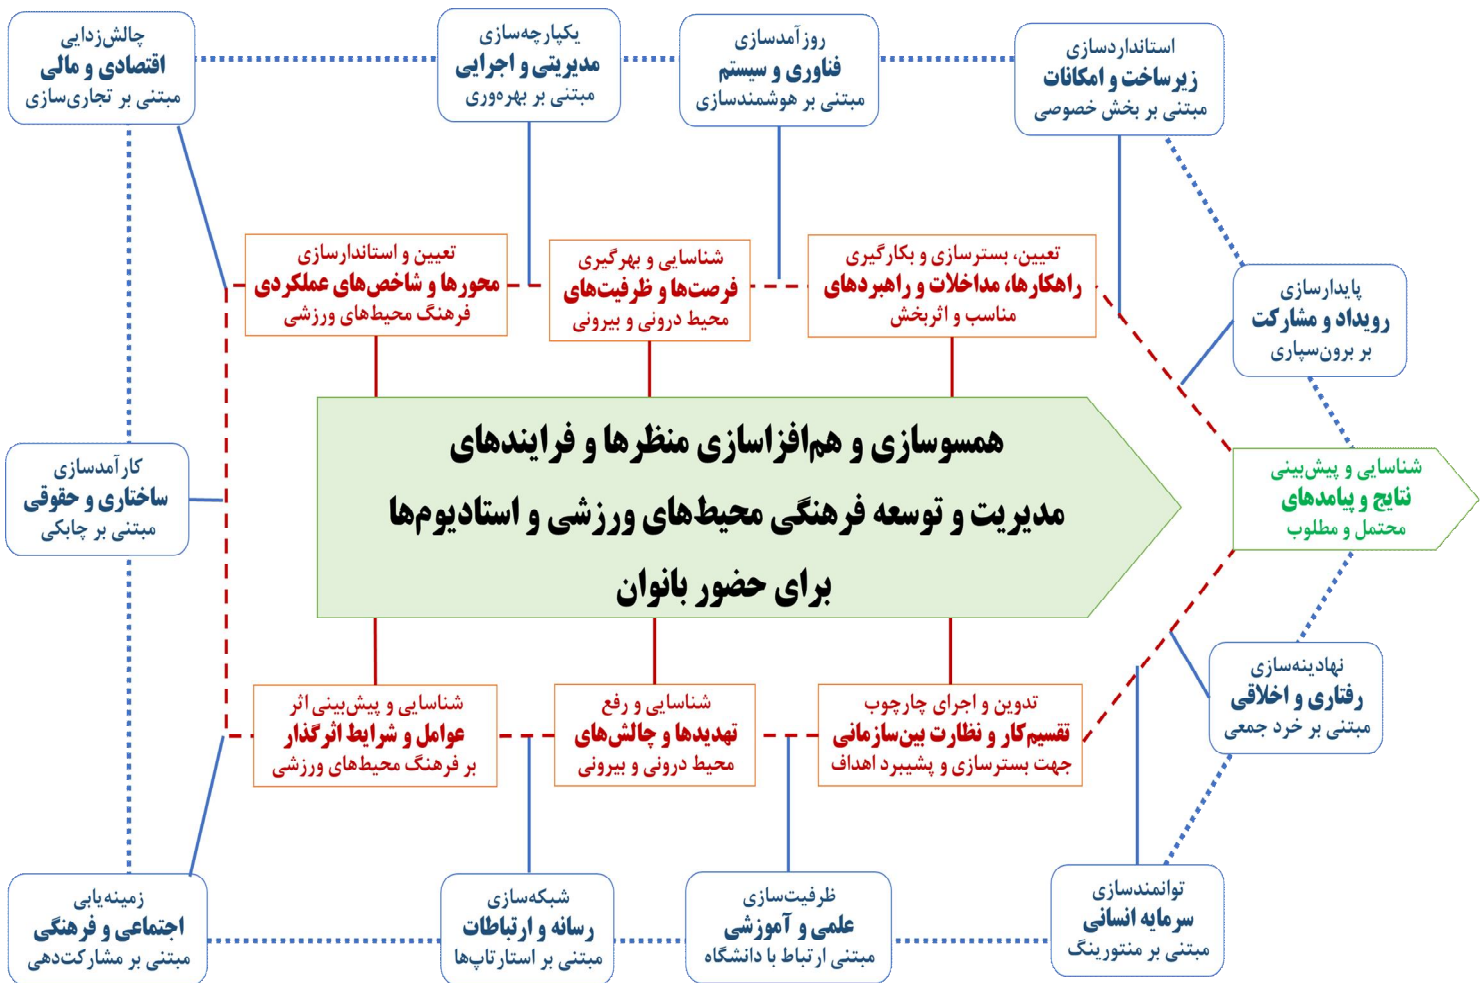 استانداردسازی
زیرساخت و امکانات
مبتنی بر بخش خصوصی
روزآمدسازی
فناوری و سیستم
مبتنی بر هوشمندسازی
یکپارچه‌سازی
مدیریتی و اجرایی
مبتنی بر بهره‌وری
چالش‌زدایی
اقتصادی و مالی
مبتنی بر تجاری‌سازی
تعیین، بسترسازی و بکارگیری
راهکارها، مداخلات و راهبردهای
مناسب و اثربخش
شناسایی و بهرگیری
فرصت‌ها و ظرفیت‌های
محیط درونی و بیرونی
تعیین و استاندارسازی
محورها و شاخص‌های عملکردی
فرهنگ محیط‌های ورزشی
پایدارسازی
رویداد و مشارکت
بر برون‌سپاری
شناسایی و پیش‌بینی
نتایج و پیامدهای
محتمل و مطلوب
همسوسازی و هم‌افزاسازی منظرها و فرایندهای
مدیریت و توسعه فرهنگی محیط‌های ورزشی و استادیوم‌ها
برای حضور بانوان
کارآمدسازی
ساختاری و حقوقی
مبتنی بر چابکی
نهادینه‌سازی
رفتاری و اخلاقی
مبتنی بر خرد جمعی
تدوین و اجرای چارچوب
تقسیم‌کار و نظارت بین‌سازمانی
جهت بسترسازی و پشیبرد اهداف
شناسایی و رفع
تهدیدها و چالش‌های
محیط درونی و بیرونی
شناسایی و پیش‌بینی اثر
عوامل و شرایط اثرگذار
بر فرهنگ محیط‌های ورزشی
توانمندسازی
سرمایه انسانی
مبتنی بر منتورینگ
ظرفیت‌سازی
علمی و آموزشی
مبتنی ارتباط با دانشگاه
شبکه‌سازی
رسانه و ارتباطات
مبتنی بر استارتاپ‌ها
زمینه‌یابی
اجتماعی و فرهنگی
مبتنی بر مشارکت‌دهی